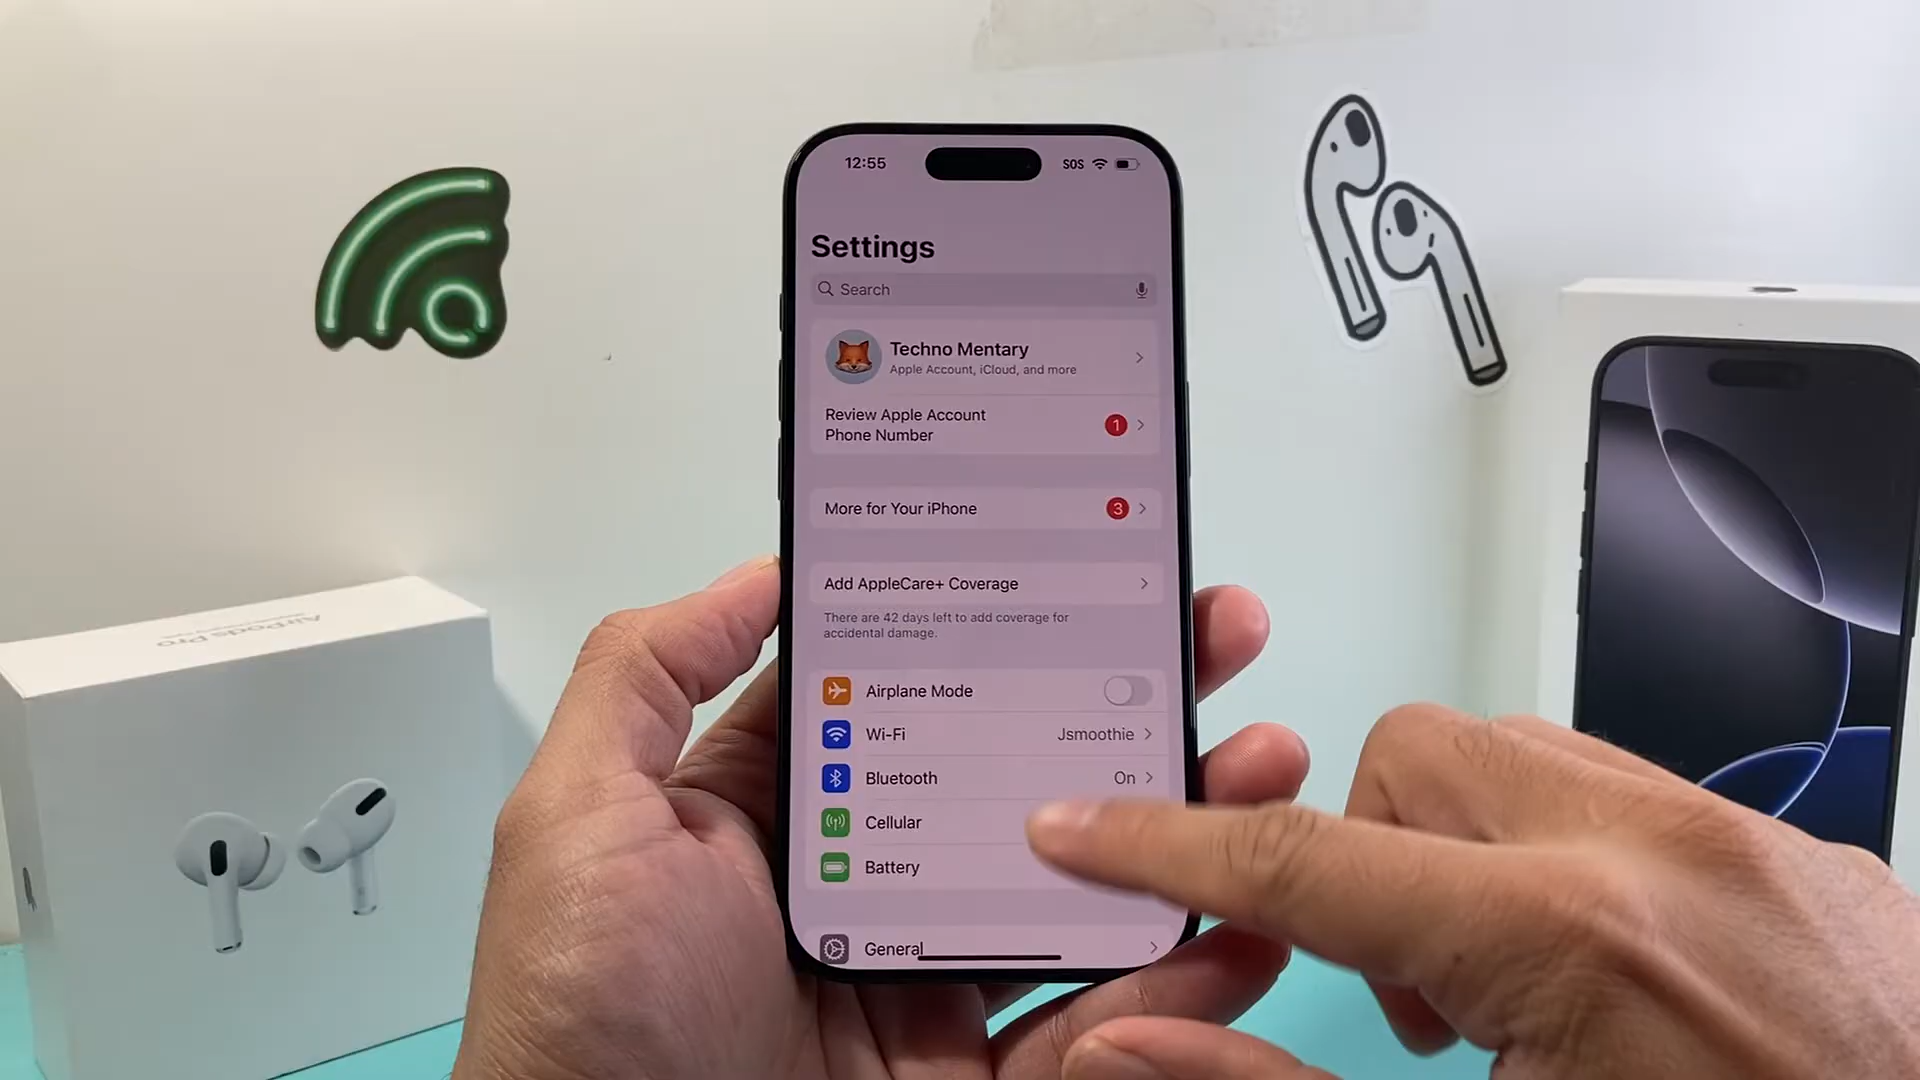 12:55
SOS
Settings
Search
Techno Mentary
Apple Account, iCloud, and more
Review Apple Account
Phone Number
1
More for Your iPhone
3
Add AppleCare+ Coverage
There are 42 days left to add coverage for
accidental damage.
Airplane Mode
Wi-Fi
Jsmoothie
Bluetooth
On
Cellular
Battery
General
AirPods Pro